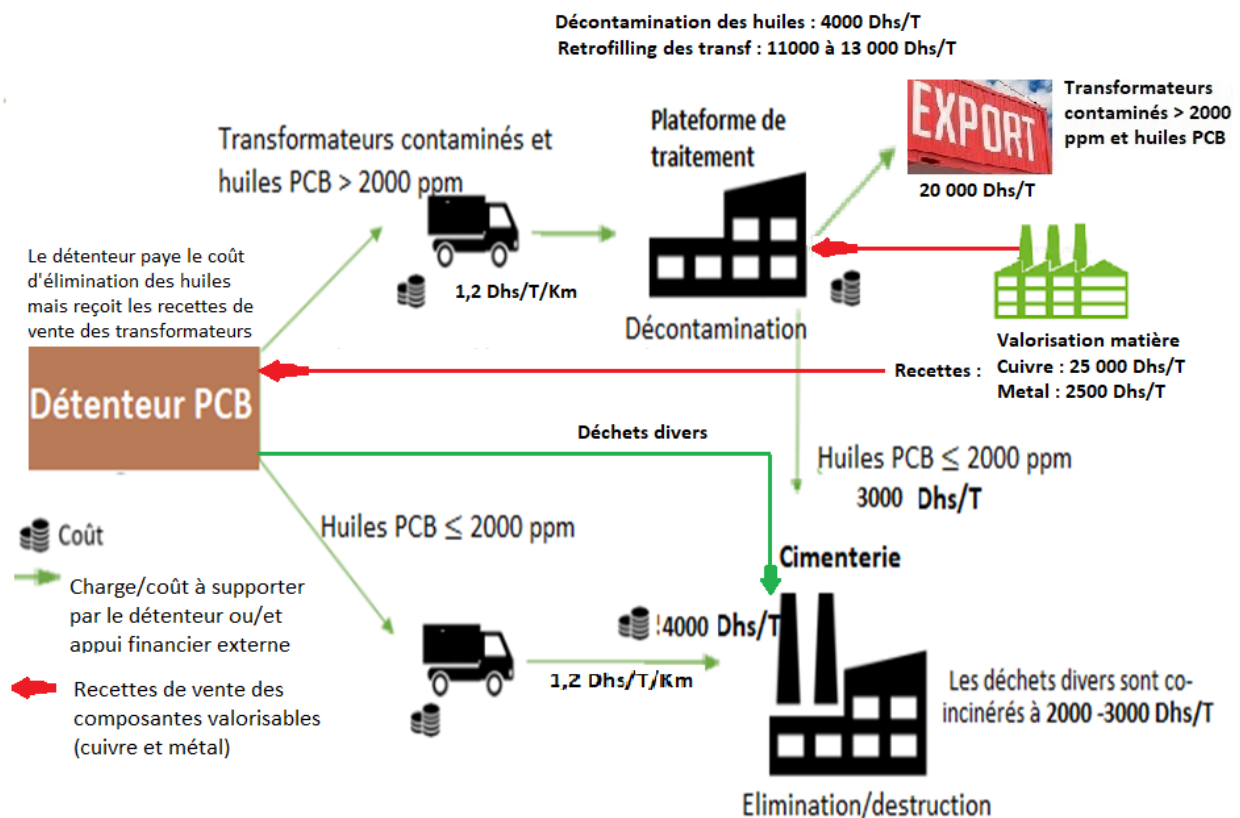 Décontamination des huiles : 4000 Dhs/T
Retrofilling des transf : 11000 à 13 000 Dhs/T
Transformateurs contaminés et
huiles PCB > 2000 ppm
Plateforme de
traitement
EXPORT
Transformateurs
contaminés > 2000
ppm et huiles PCB
20 000 Dhs/T
Le détenteur paye le coût
d'élimination des huiles
mais reçoit les recettes de
vente des transformateurs
1,2 Dhs/T/Km
Décontamination
Valorisation matière
Recettes : Cuivre : 25 000 Dhs/T
Metal : 2500 Dhs/T
Détenteur PCB
Déchets divers
Huiles PCB ≤ 2000 ppm
3000 Dhs/T
Huiles PCB ≤ 2000 ppm
Cimenterie
Coût
Charge/coût à supporter
par le détenteur ou/et
appui financier externe
!4000 Dhs/T
1,2 Dhs/T/Km
Recettes de vente des
composantes valorisables
(cuivre et métal)
Les déchets divers sont co-
incinérés à 2000 -3000 Dhs/T
Elimination/destruction